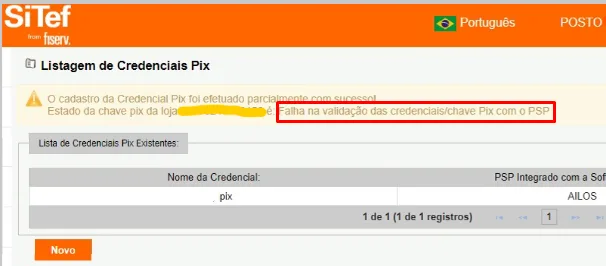 SiTef
from fiserv.
Português
POSTO
Listagem de Credenciais Pix
O cadastro da Credencial Pix foi efetuado parcialmente com sucesso!
Estado da chave pix da loja é: Falha na validação das credenciais/chave Pix com o PSP
Lista de Credenciais Pix Existentes:
Nome da Credencial: PSP Integrado com a Sof
pix AILOS
1 de 1 (1 de 1 registros) 1
Novo